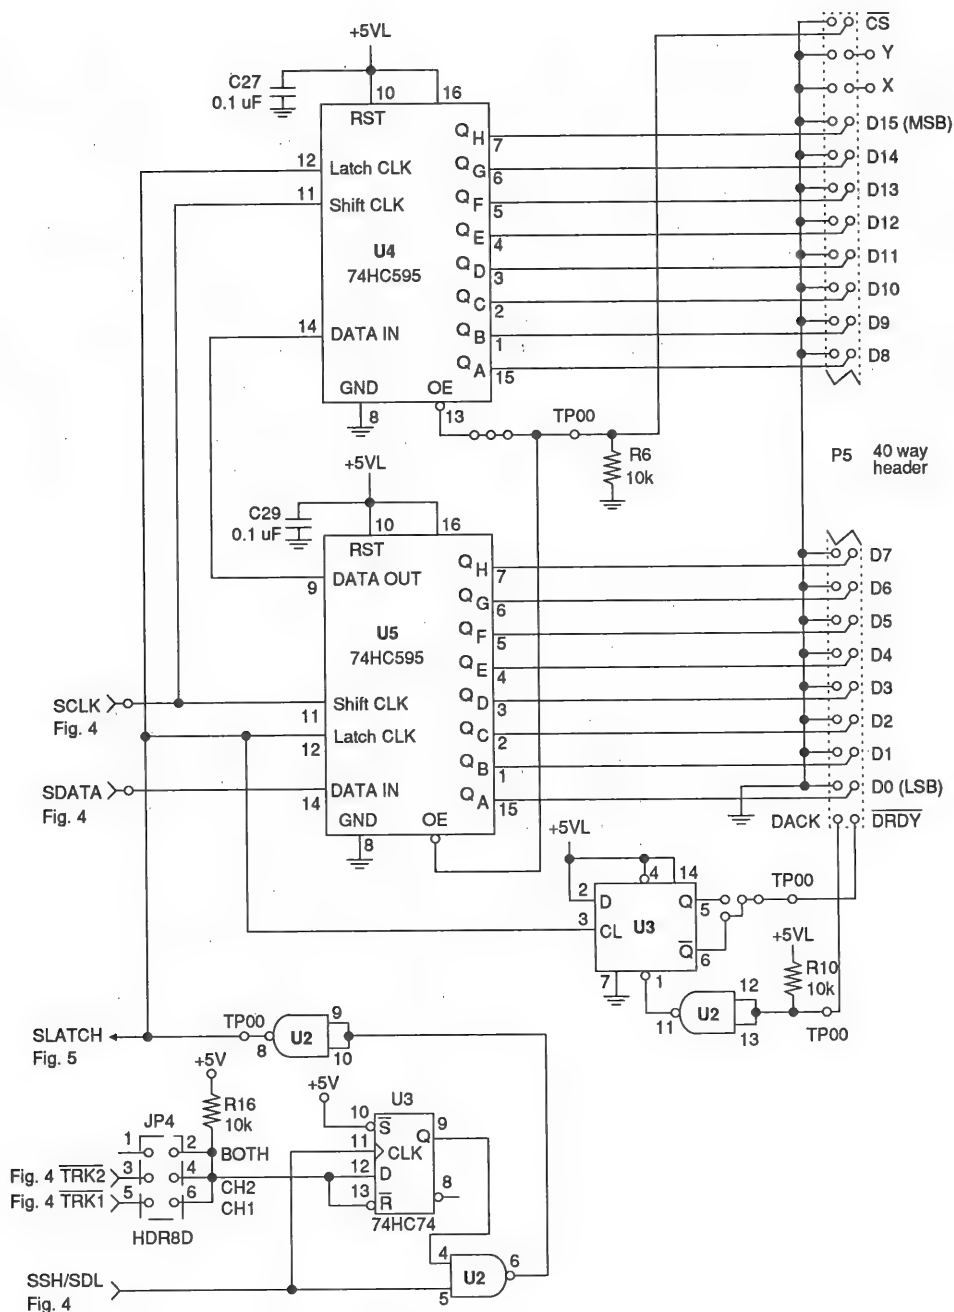 +5VL
C27
0.1 uF
10
16
RST
12
Latch CLK
11
Shift CLK
U4
74HC595
14
DATA IN
GND
8
OE
13
QH
7
QG
6
QF
5
QE
4
QD
3
QC
2
QB
1
QA
15
CS
Y
X
D15 (MSB)
D14
D13
D12
D11
D10
D9
D8
TP00
R6
10k
P5 40 way
header
+5VL
C29
0.1 uF
10
16
RST
DATA OUT
9
U5
74HC595
SCLK
Fig. 4
Shift CLK
11
Latch CLK
12
SDATA
Fig. 4
DATA IN
14
GND
8
OE
QH
7
QG
6
QF
5
QE
4
QD
3
QC
2
QB
1
QA
15
D7
D6
D5
D4
D3
D2
D1
D0 (LSB)
DACK
DRDY
+5VL
4
14
2
D
Q
5
TP00
3
CL
U3
Q
6
7
1
+5VL
R10
10k
12
U2
11
13
TP00
SLATCH
Fig. 5
TP00
8
U2
9
10
+5V
R16
10k
JP4
1
2
BOTH
Fig. 4 TRK2
3
4
CH2
Fig. 4 TRK1
5
6
CH1
HDR8D
+5V
U3
10
S
Q
9
11
CLK
12
D
13
R
8
74HC74
4
U2
6
5
SSH/SDL
Fig. 4